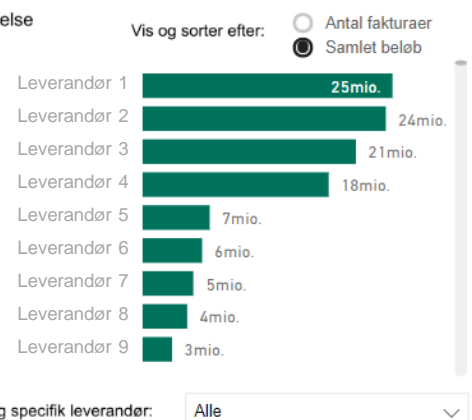 else
Vis og sorter efter:
Antal fakturaer
Samlet beløb
Leverandør 1 25mio.
Leverandør 2 24mio.
Leverandør 3 21mio.
Leverandør 4 18mio.
Leverandør 5 7mio.
Leverandør 6 6mio.
Leverandør 7 5mio.
Leverandør 8 4mio.
Leverandør 9 3mio.
g specifik leverandør: Alle